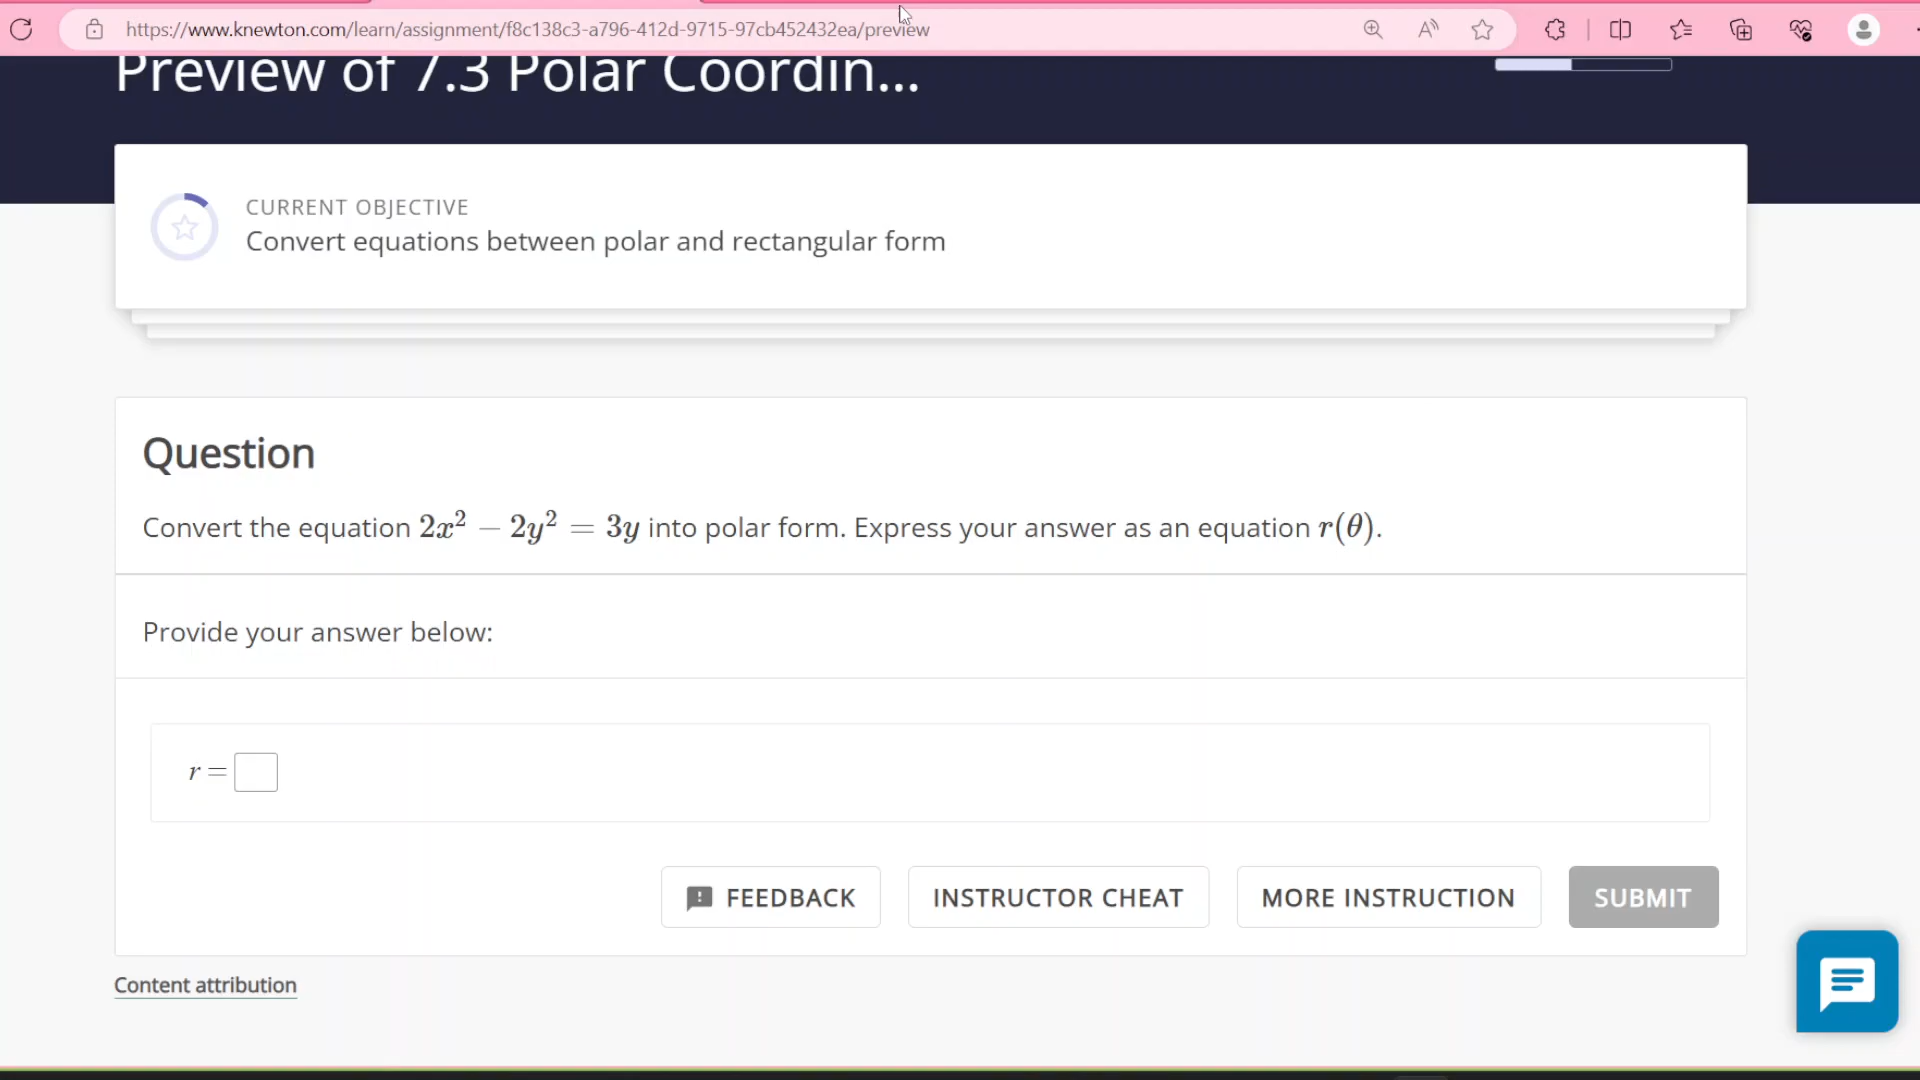 https://www.knewton.com/learn/assignment/f8c138c3-a796-412d-9715-97cb452432ea/preview
Preview of 7.3 Polar Coordin...
CURRENT OBJECTIVE
Convert equations between polar and rectangular form
Question
Convert the equation 2x² − 2y² = 3y into polar form. Express your answer as an equation r(θ).
Provide your answer below:
r =
FEEDBACK
INSTRUCTOR CHEAT
MORE INSTRUCTION
SUBMIT
Content attribution